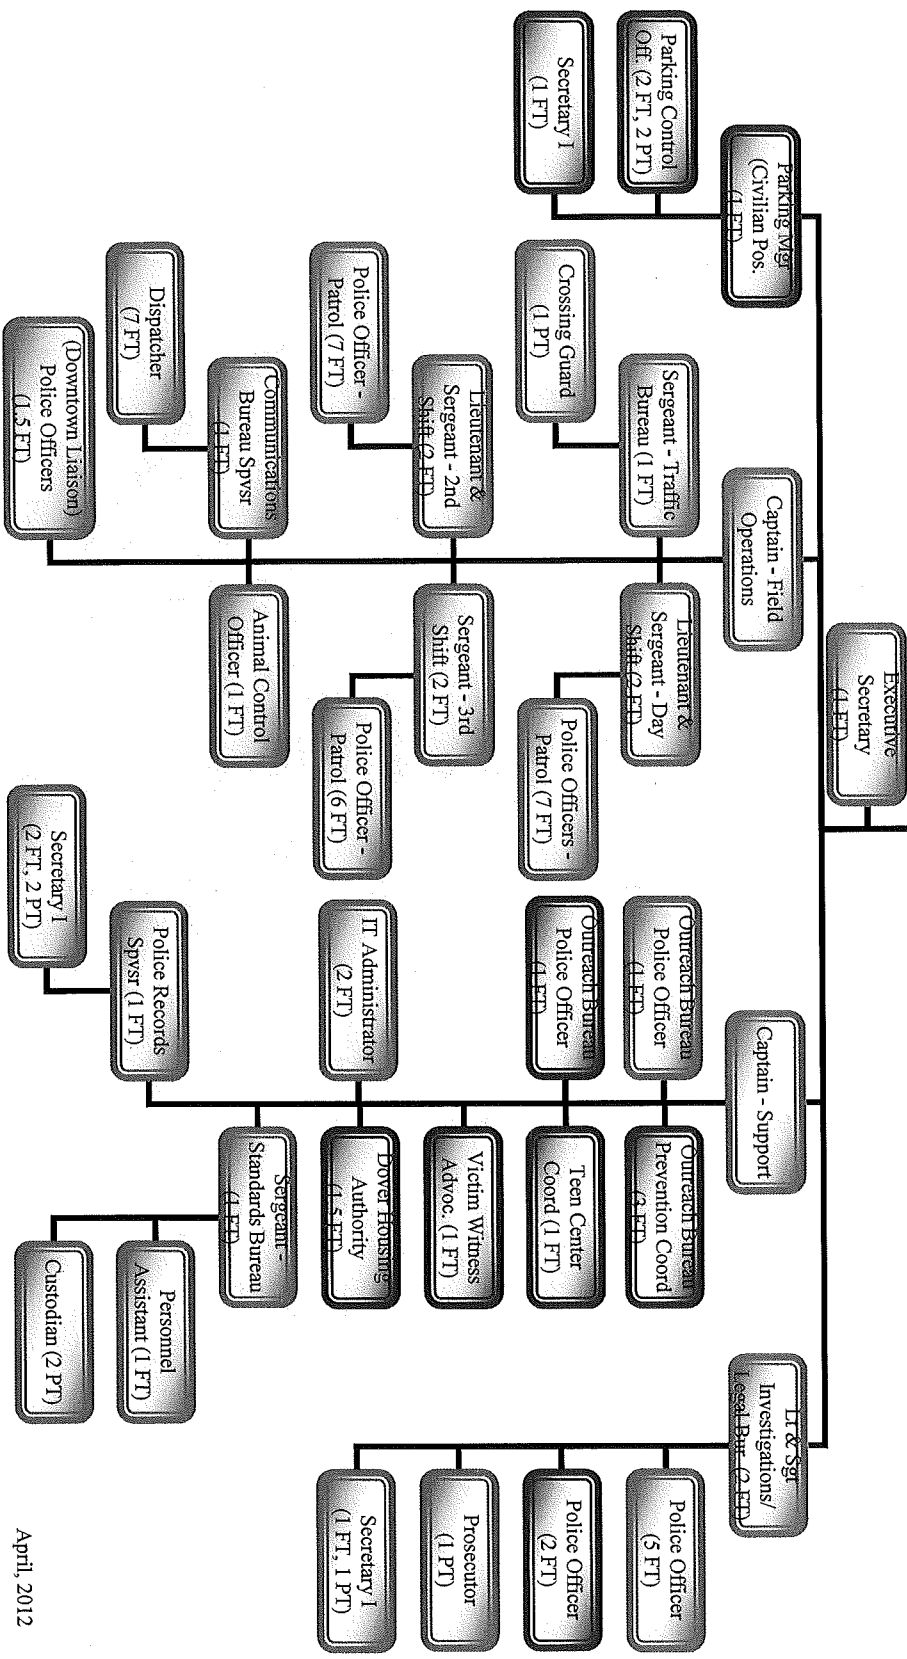 Executive
Secretary
(1 FT)
Parking Mgr
(Civilian Pos.
(1 FT)
Parking Control
Off. (2 FT, 2 PT)
Secretary I
(1 FT)
Captain - Field
Operations
Sergeant - Traffic
Bureau (1 FT)
Crossing Guard
(1 PT)
Lieutenant &
Sergeant - Day
Shift (2 FT)
Police Officers -
Patrol (7 FT)
Lieutenant &
Sergeant - 2nd
Shift (2 FT)
Police Officer -
Patrol (7 FT)
Sergeant - 3rd
Shift (2 FT)
Police Officer -
Patrol (6 FT)
Communications
Bureau Spvsr
(1 FT)
Dispatcher
(7 FT)
Animal Control
Officer (1 FT)
(Downtown Liaison)
Police Officers
(1.5 FT)
Captain - Support
Outreach Bureau
Police Officer
(1 FT)
Outreach Bureau
Prevention Coord
(3 FT)
Outreach Bureau
Police Officer
(1 FT)
Teen Center
Coord (1 FT)
Victim Witness
Advoc. (1 FT)
IT Administrator
(2 FT)
Dover Housing
Authority
(1.5 FT)
Sergeant -
Standards Bureau
(1 FT)
Personnel
Assistant (1 FT)
Custodian (2 PT)
Police Records
Spvsr (1 FT)
Secretary I
(2 FT, 2 PT)
Lt & Sgt
Investigations/
Legal Bur. (2 FT)
Police Officer
(5 FT)
Police Officer
(2 FT)
Prosecutor
(1 PT)
Secretary I
(1 FT, 1 PT)
April, 2012